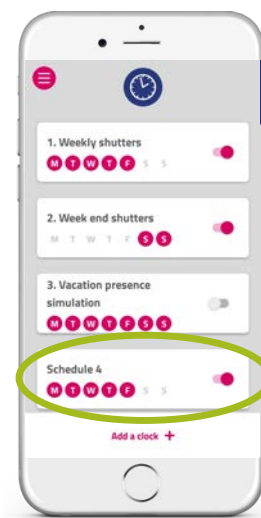 1. Weekly shutters
M T W T F S S
2. Week end shutters
M T W T F S S
3. Vacation presence
simulation
M T W T F S S
Schedule 4
M T W T F S S
Add a clock +